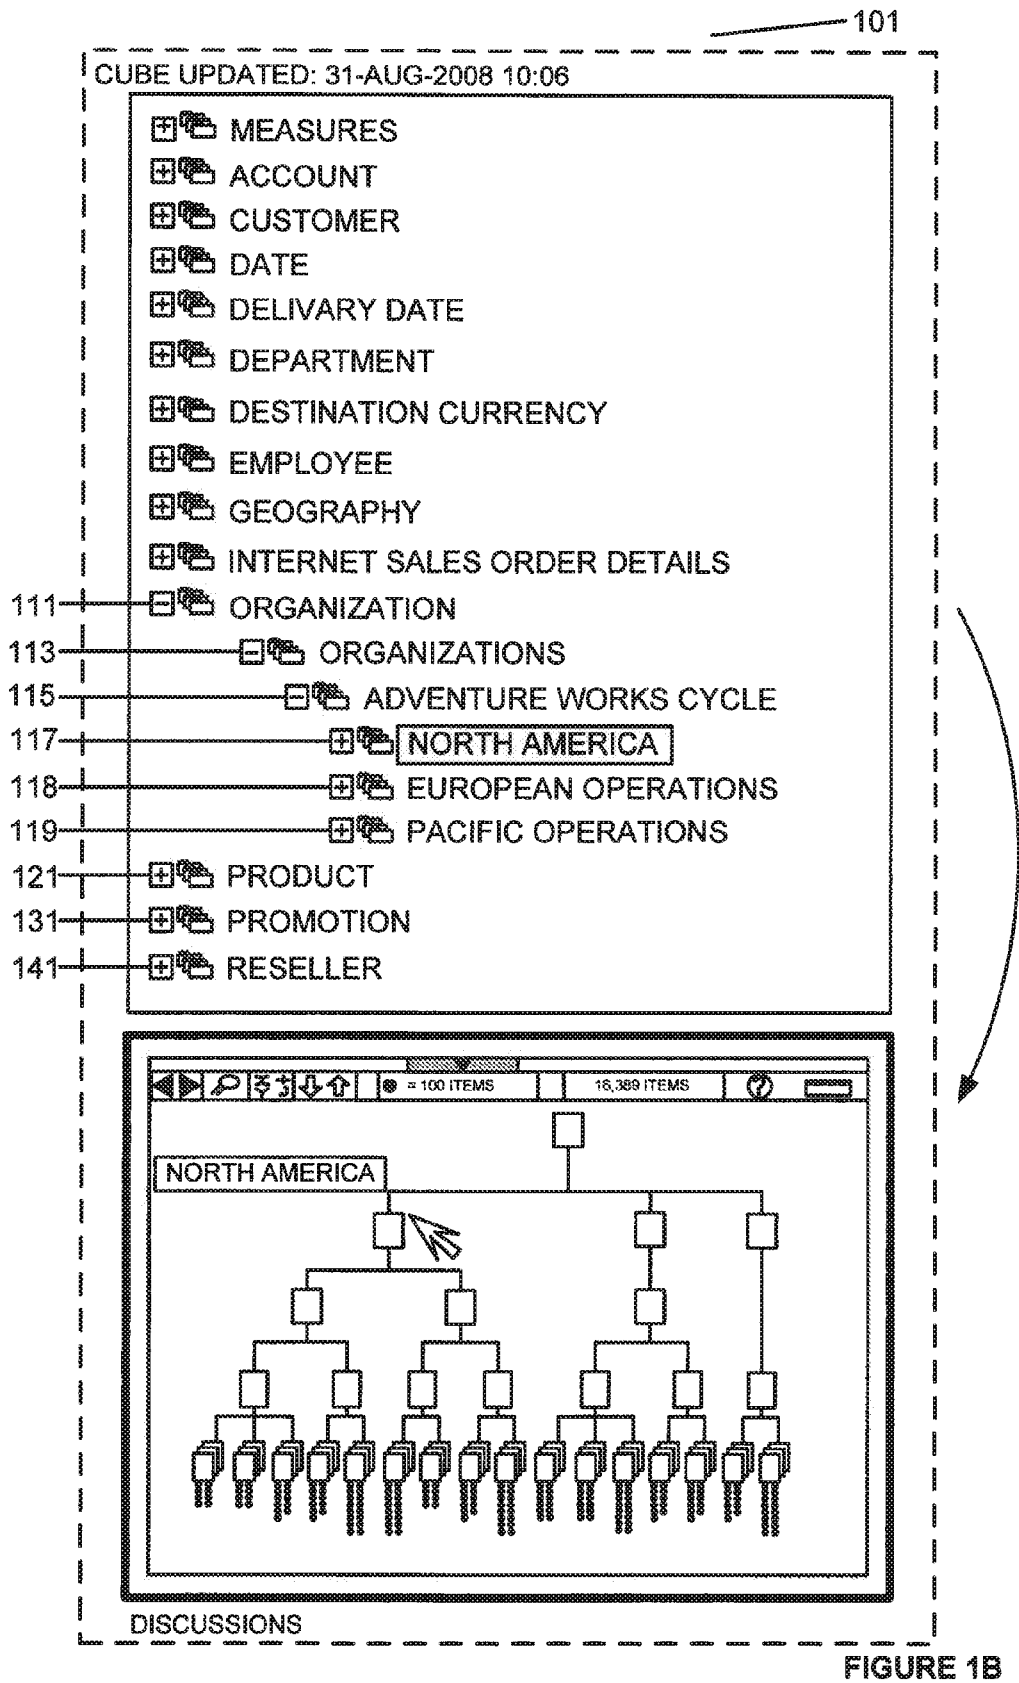 101
CUBE UPDATED: 31-AUG-2008 10:06
MEASURES
ACCOUNT
CUSTOMER
DATE
DELIVARY DATE
DEPARTMENT
DESTINATION CURRENCY
EMPLOYEE
GEOGRAPHY
INTERNET SALES ORDER DETAILS
111 ORGANIZATION
113 ORGANIZATIONS
115 ADVENTURE WORKS CYCLE
117 NORTH AMERICA
118 EUROPEAN OPERATIONS
119 PACIFIC OPERATIONS
121 PRODUCT
131 PROMOTION
141 RESELLER
= 100 ITEMS 16,389 ITEMS ?
NORTH AMERICA
DISCUSSIONS
FIGURE 1B